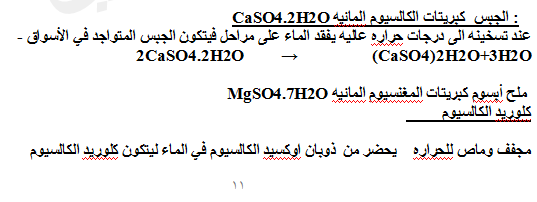 الجبس كبريتات الكالسيوم المائيه CaSO4.2H2O :
عند تسخينه الى درجات حراره عاليه يفقد الماء على مراحل فيتكون الجبس المتواجد في الأسواق -
2CaSO4.2H2O → (CaSO4)2H2O+3H2O
ملح أبسوم كبريتات المغنسيوم المائيه MgSO4.7H2O
كلوريد الكالسيوم
مجفف وماص للحراره يحضر من ذوبان اوكسيد الكالسيوم في الماء ليتكون كلوريد الكالسيوم
١١